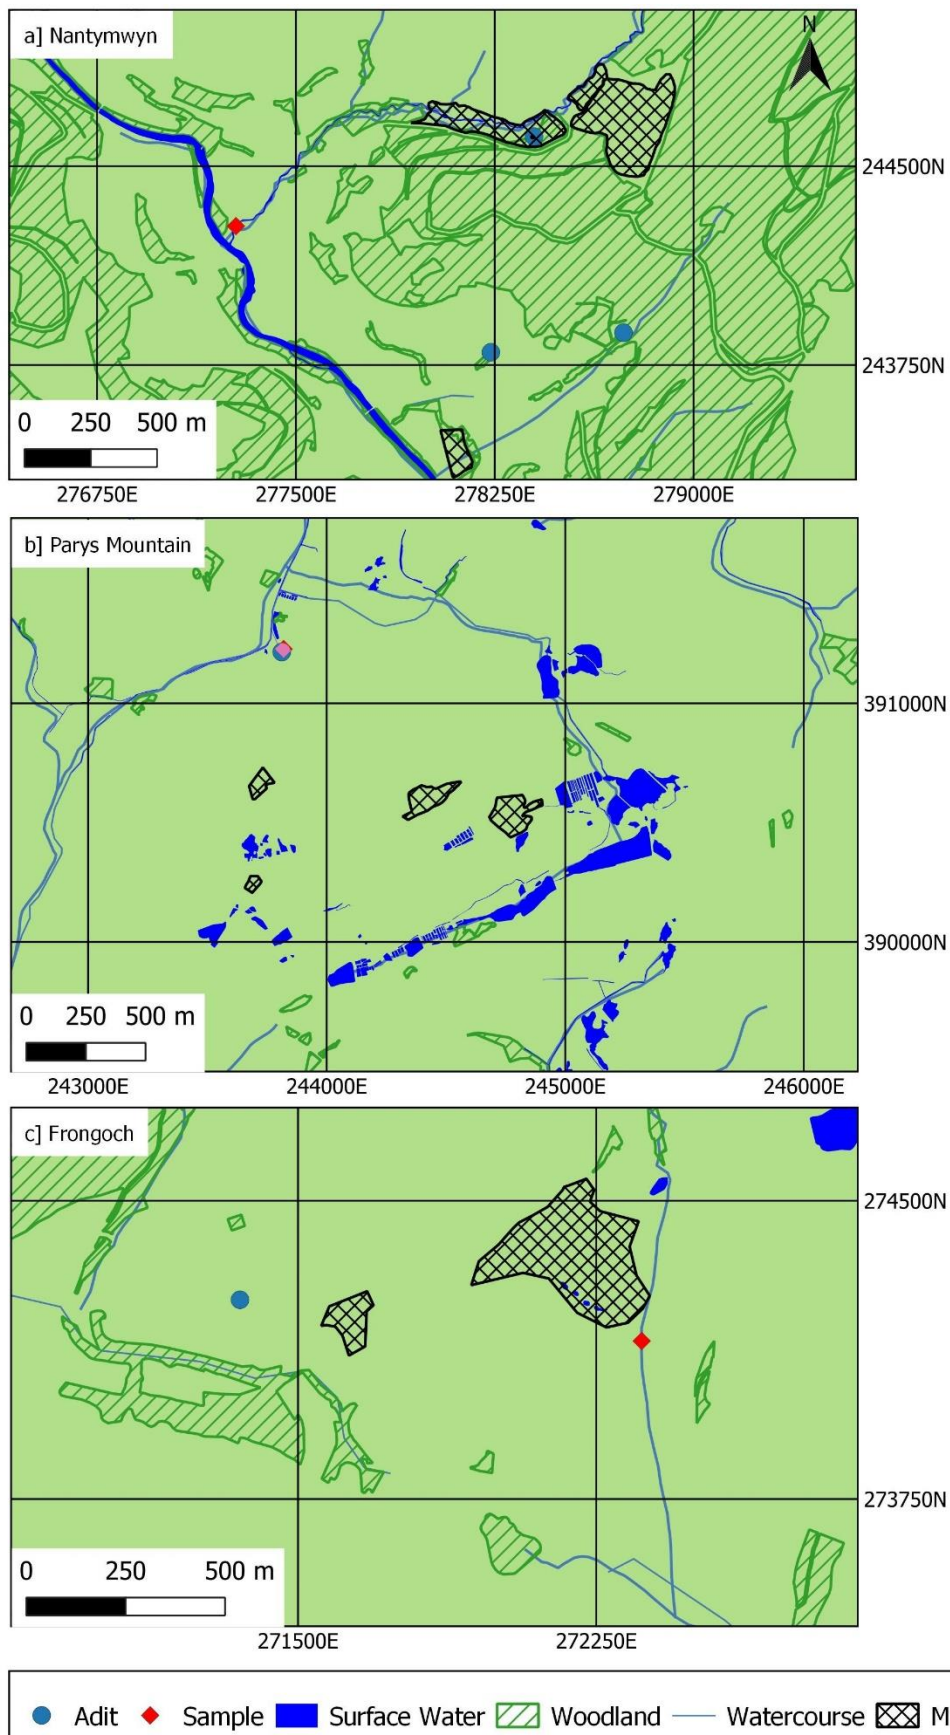 a] Nantymwyn
N
244500N
243750N
0 250 500 m
276750E 277500E 278250E 279000E
b] Parys Mountain
391000N
390000N
0 250 500 m
243000E 244000E 245000E 246000E
c] Frongoch
274500N
273750N
0 250 500 m
271500E 272250E
Adit Sample Surface Water Woodland Watercourse M